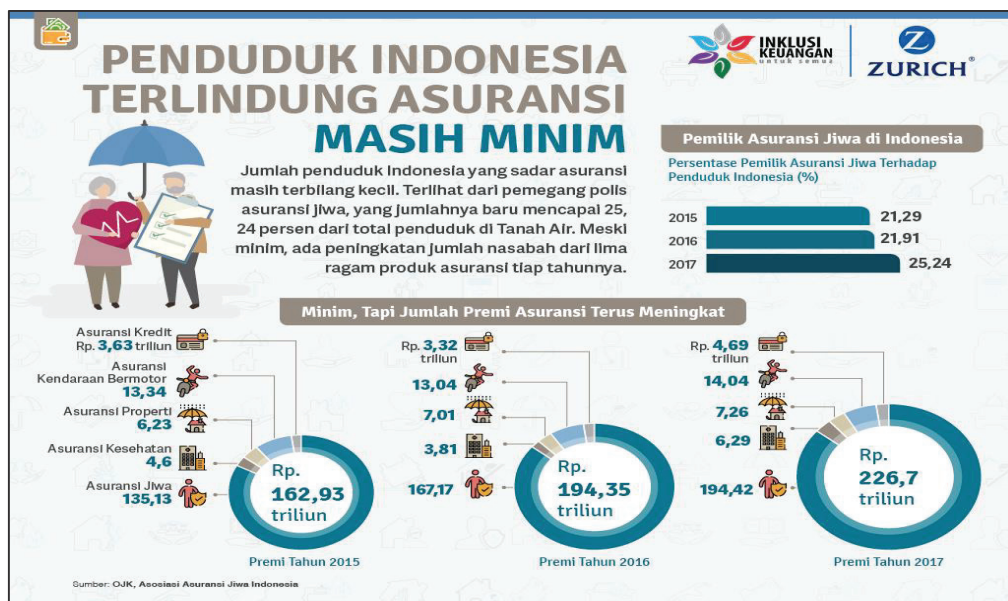 PENDUDUK INDONESIA
TERLINDUNG ASURANSI
MASIH MINIM
Jumlah penduduk Indonesia yang sadar asuransi
masih terbilang kecil. Terlihat dari pemegang polis
asuransi jiwa, yang jumlahnya baru mencapai 25,
24 persen dari total penduduk di Tanah Air. Meski
minim, ada peningkatan jumlah nasabah dari lima
ragam produk asuransi tiap tahunnya.
INKLUSI
KEUANGAN
untuk semua
Z
ZURICH®
Pemilik Asuransi Jiwa di Indonesia
Persentase Pemilik Asuransi Jiwa Terhadap
Penduduk Indonesia (%)
2015 21,29
2016 21,91
2017 25,24
Minim, Tapi Jumlah Premi Asuransi Terus Meningkat
Asuransi Kredit
Rp. 3,63 triliun
Asuransi
Kendaraan Bermotor
13,34
Asuransi Properti
6,23
Asuransi Kesehatan
4,6
Asuransi Jiwa
135,13
Rp.
162,93
triliun
Premi Tahun 2015
Rp. 3,32
triliun
13,04
7,01
3,81
167,17
Rp.
194,35
triliun
Premi Tahun 2016
Rp. 4,69
triliun
14,04
7,26
6,29
194,42
Rp.
226,7
triliun
Premi Tahun 2017
Sumber: OJK, Asosiasi Asuransi Jiwa Indonesia